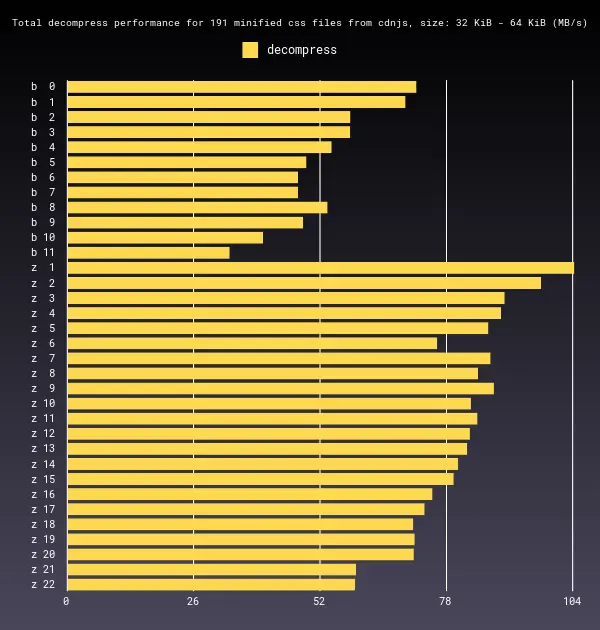 Total decompress performance for 191 minified css files from cdnjs, size: 32 KiB - 64 KiB (MB/s)
decompress
b 0
b 1
b 2
b 3
b 4
b 5
b 6
b 7
b 8
b 9
b 10
b 11
z 1
z 2
z 3
z 4
z 5
z 6
z 7
z 8
z 9
z 10
z 11
z 12
z 13
z 14
z 15
z 16
z 17
z 18
z 19
z 20
z 21
z 22
0 26 52 78 104